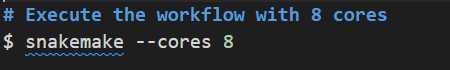 # Execute the workflow with 8 cores
$ snakemake --cores 8